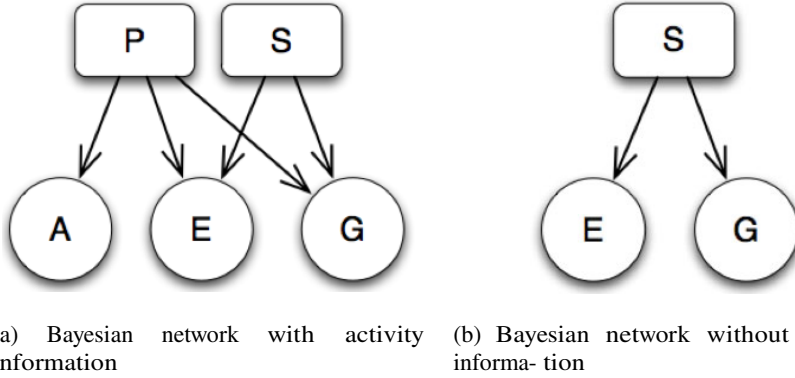 P S S
A E G E G
a) Bayesian network with activity
nformation
(b) Bayesian network without
informa- tion